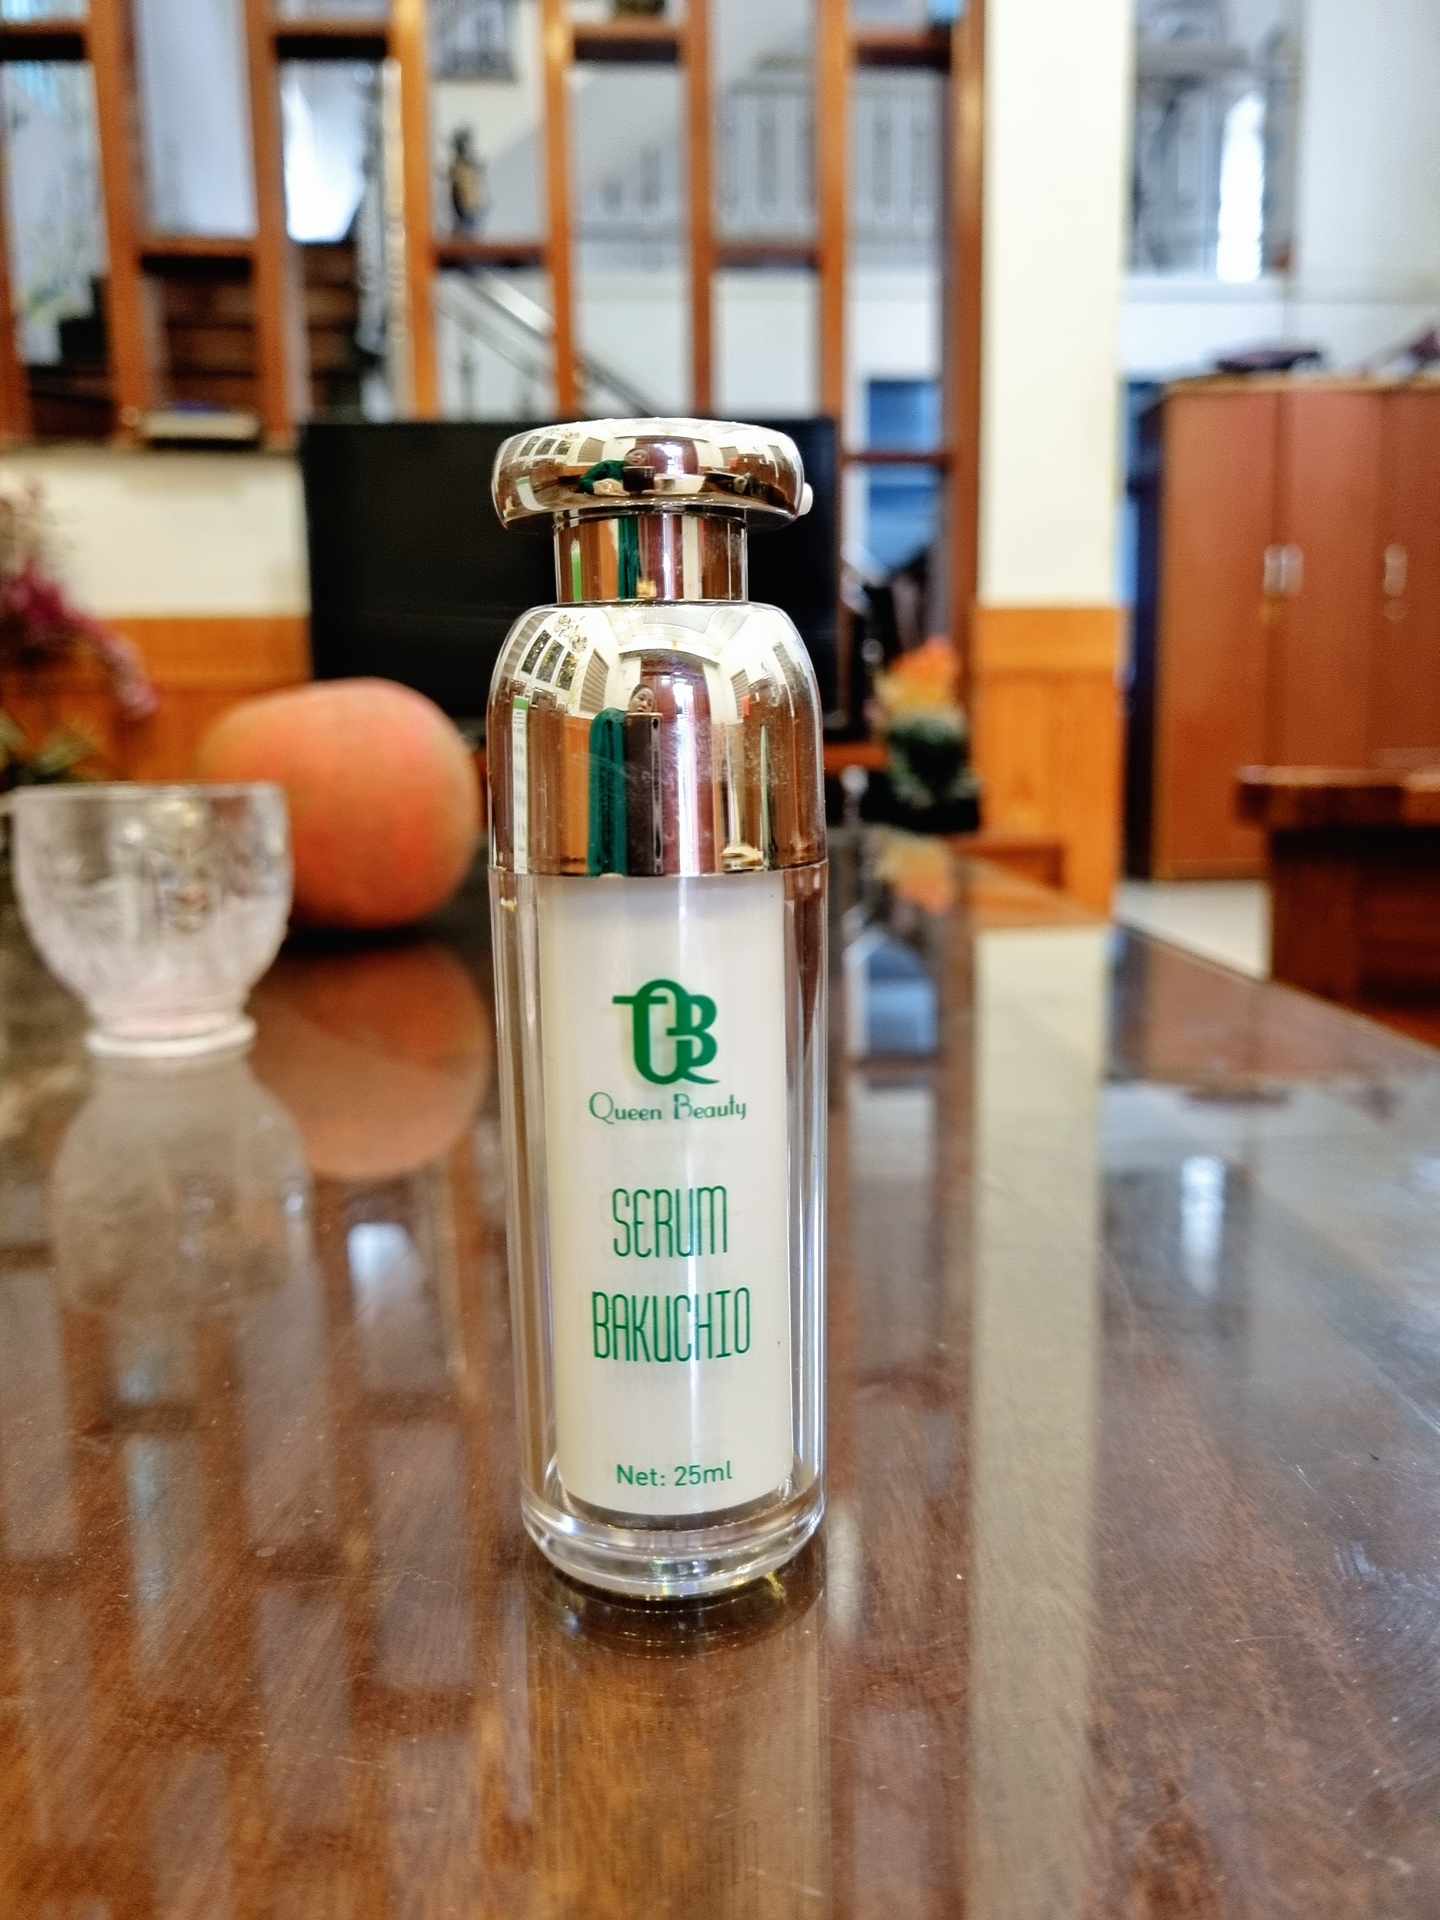 QB
Queen Beauty
SERUM
BAKUCHIO
Net: 25ml